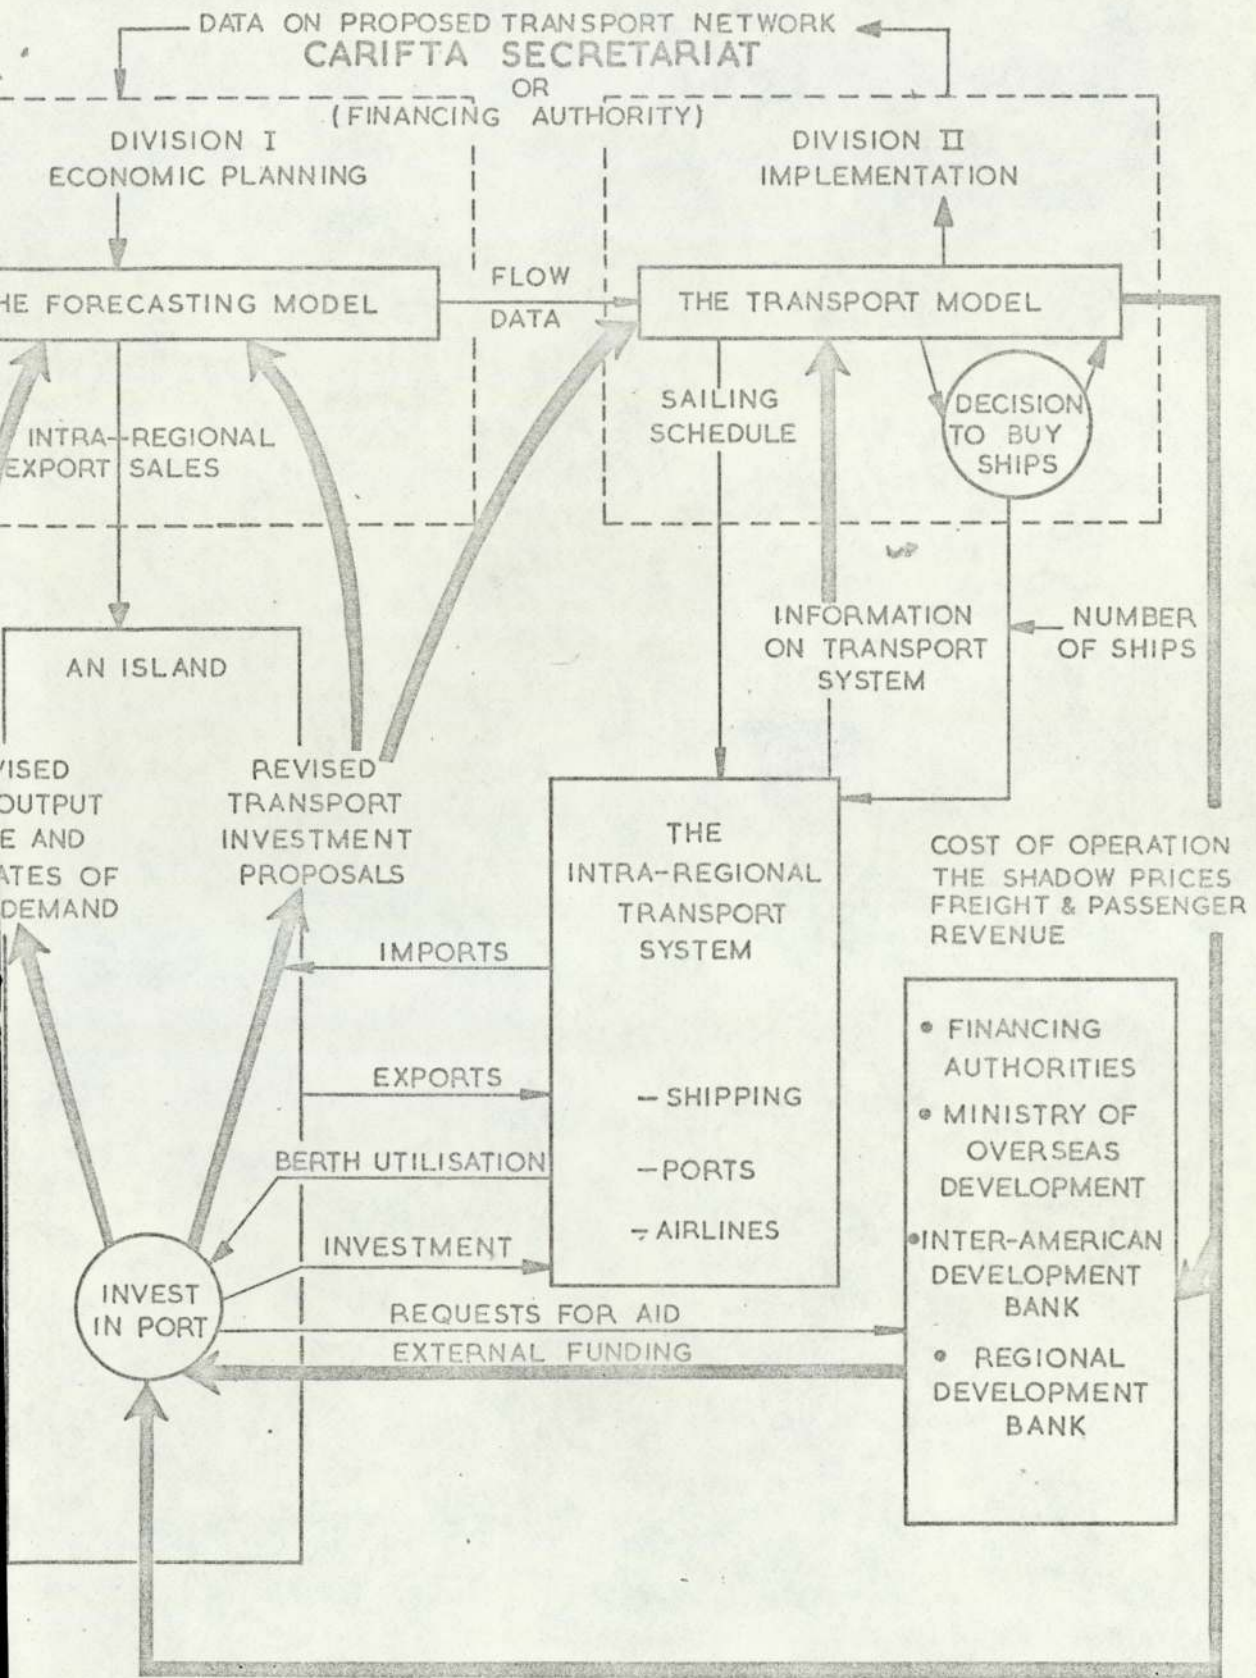 DATA ON PROPOSED TRANSPORT NETWORK
CARIFTA SECRETARIAT
OR
(FINANCING AUTHORITY)
DIVISION I
ECONOMIC PLANNING
DIVISION II
IMPLEMENTATION
HE FORECASTING MODEL
FLOW
DATA
THE TRANSPORT MODEL
INTRA-REGIONAL
EXPORT SALES
SAILING
SCHEDULE
DECISION
TO BUY
SHIPS
AN ISLAND
INFORMATION
ON TRANSPORT
SYSTEM
NUMBER
OF SHIPS
VISED
OUTPUT
E AND
ATES OF
DEMAND
REVISED
TRANSPORT
INVESTMENT
PROPOSALS
THE
INTRA-REGIONAL
TRANSPORT
SYSTEM
- SHIPPING
- PORTS
- AIRLINES
COST OF OPERATION
THE SHADOW PRICES
FREIGHT & PASSENGER
REVENUE
IMPORTS
EXPORTS
BERTH UTILISATION
INVESTMENT
INVEST
IN PORT
REQUESTS FOR AID
EXTERNAL FUNDING
• FINANCING
AUTHORITIES
• MINISTRY OF
OVERSEAS
DEVELOPMENT
• INTER-AMERICAN
DEVELOPMENT
BANK
• REGIONAL
DEVELOPMENT
BANK